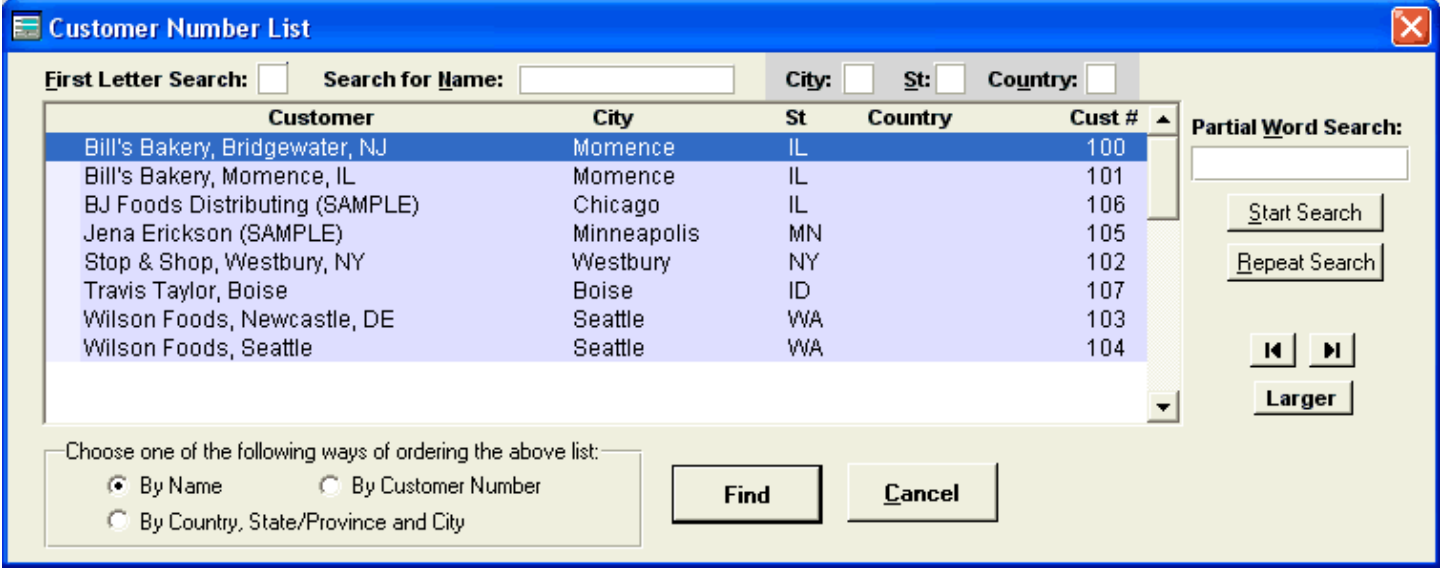 Customer Number List
First Letter Search: Search for Name: City: St: Country:
Customer City St Country Cust #
Bill's Bakery, Bridgewater, NJ Momence IL 100
Bill's Bakery, Momence, IL Momence IL 101
BJ Foods Distributing (SAMPLE) Chicago IL 106
Jena Erickson (SAMPLE) Minneapolis MN 105
Stop & Shop, Westbury, NY Westbury NY 102
Travis Taylor, Boise Boise ID 107
Wilson Foods, Newcastle, DE Seattle WA 103
Wilson Foods, Seattle Seattle WA 104
Partial Word Search:
Start Search
Repeat Search
Larger
Choose one of the following ways of ordering the above list:
By Name By Customer Number
By Country, State/Province and City
Find Cancel